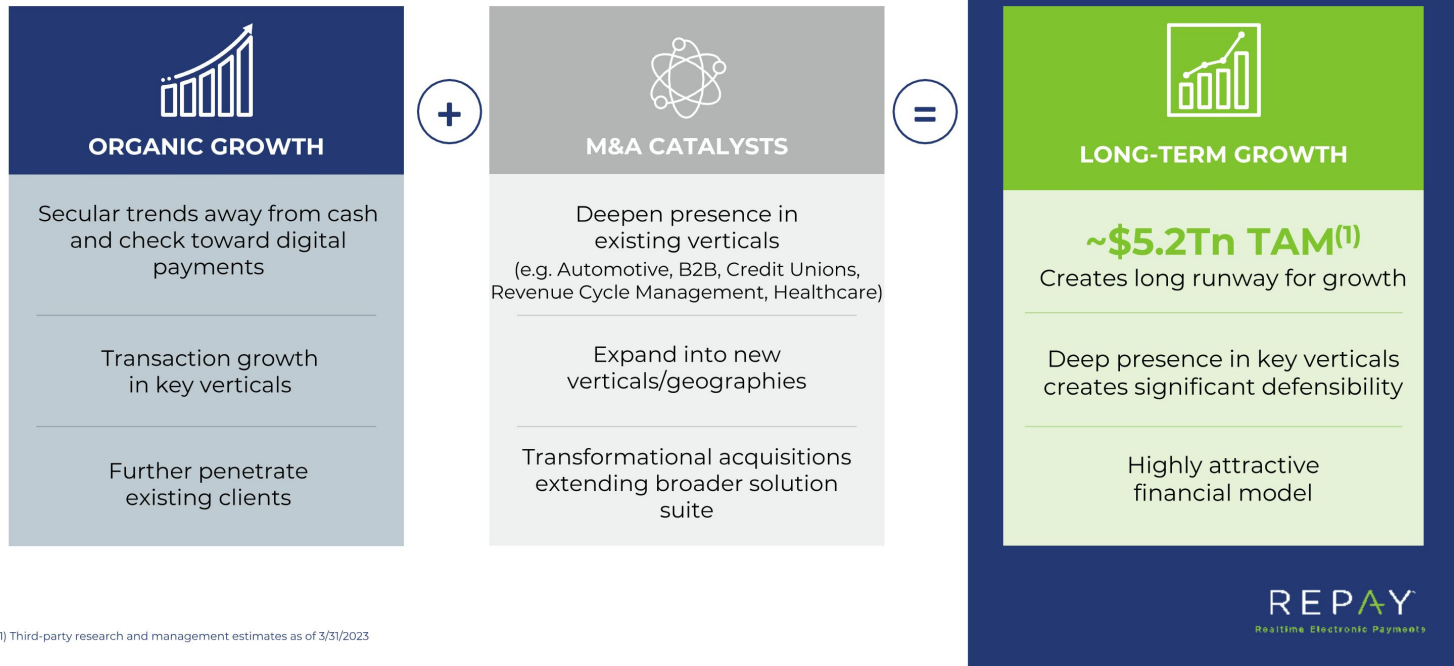 ORGANIC GROWTH
Secular trends away from cash
and check toward digital
payments
Transaction growth
in key verticals
Further penetrate
existing clients
+
M&A CATALYSTS
Deepen presence in
existing verticals
(e.g. Automotive, B2B, Credit Unions,
Revenue Cycle Management, Healthcare)
Expand into new
verticals/geographies
Transformational acquisitions
extending broader solution
suite
=
LONG-TERM GROWTH
~$5.2Tn TAM(1)
Creates long runway for growth
Deep presence in key verticals
creates significant defensibility
Highly attractive
financial model
1) Third-party research and management estimates as of 3/31/2023
REPAY
Realtime Electronic Payments